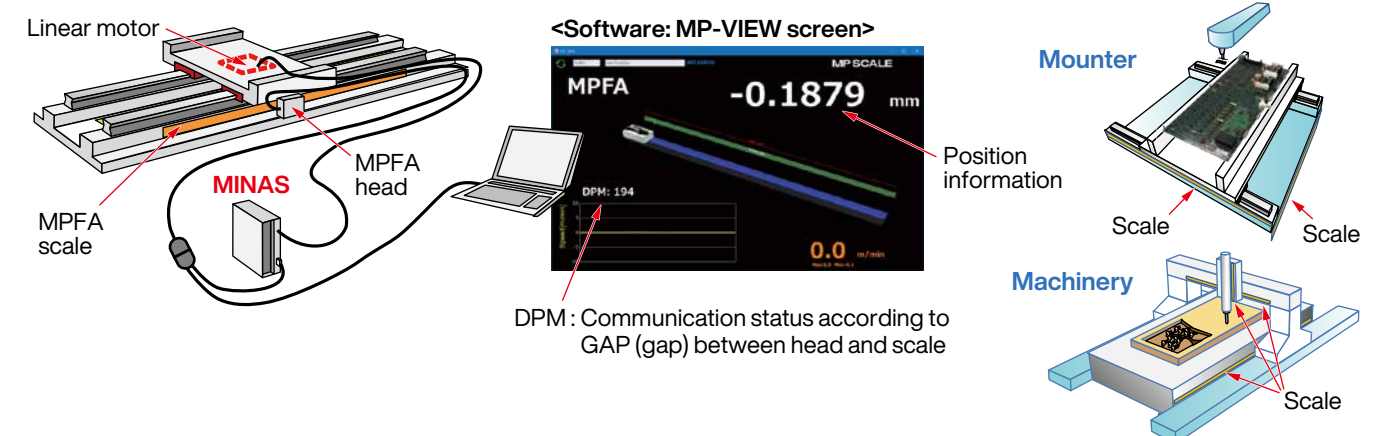 Linear motor
MPFA
head
MINAS
MPFA
scale
<Software: MP-VIEW screen>
MP SCALE
MPFA
-0.1879 mm
DPM: 194
0.0 m/min
Position
information
DPM : Communication status according to
GAP (gap) between head and scale
Mounter
Scale
Scale
Machinery
Scale